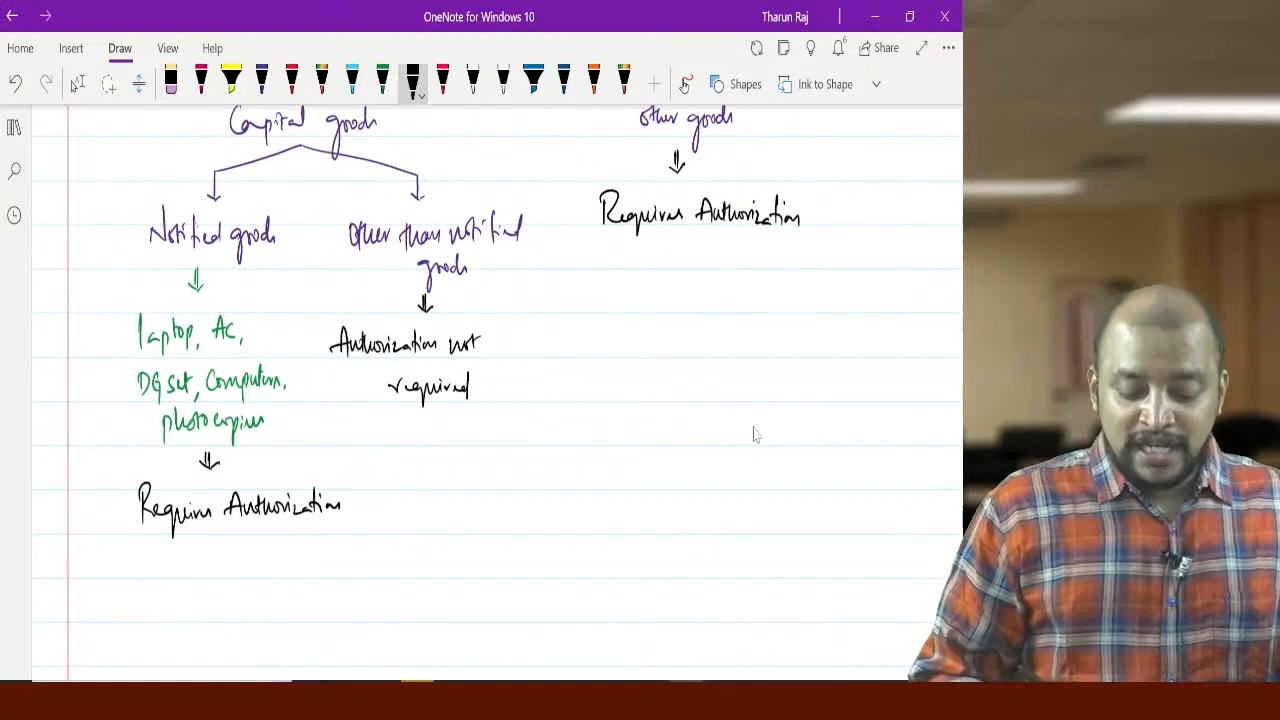 OneNote for Windows 10
Tharun Raj
Home Insert Draw View Help
6
Share
Shapes
Ink to Shape
Capital goods
other goods
Requires Authorization
Notified goods
Other than notified
goods
laptop, AC,
DG set, Computers,
photocopiers
Authorization not
required
Requires Authorization